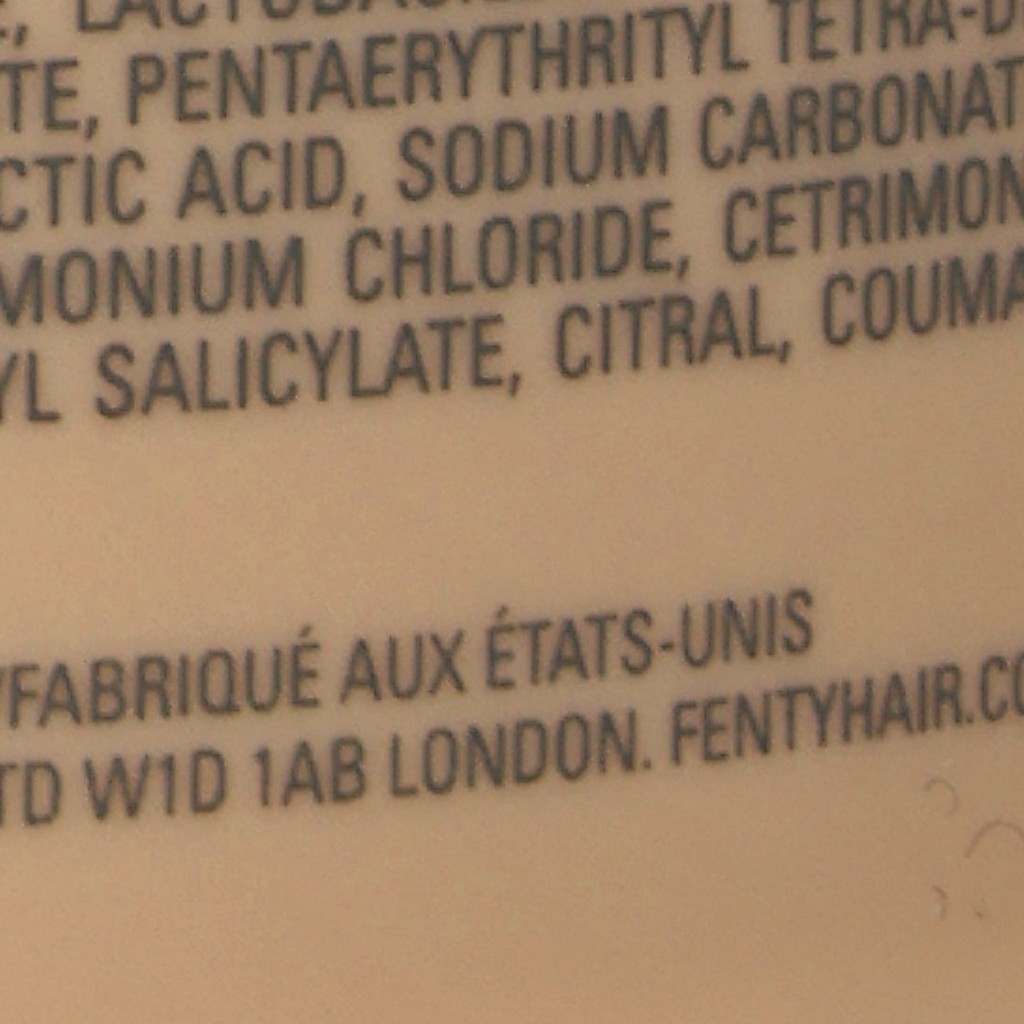 TE, PENTAERYTHRITYL TETRA-D
CTIC ACID, SODIUM CARBONAT
MONIUM CHLORIDE, CETRIMON
YL SALICYLATE, CITRAL, COUMA
/FABRIQUÉ AUX ÉTATS-UNIS
TD W1D 1AB LONDON. FENTYHAIR.CO